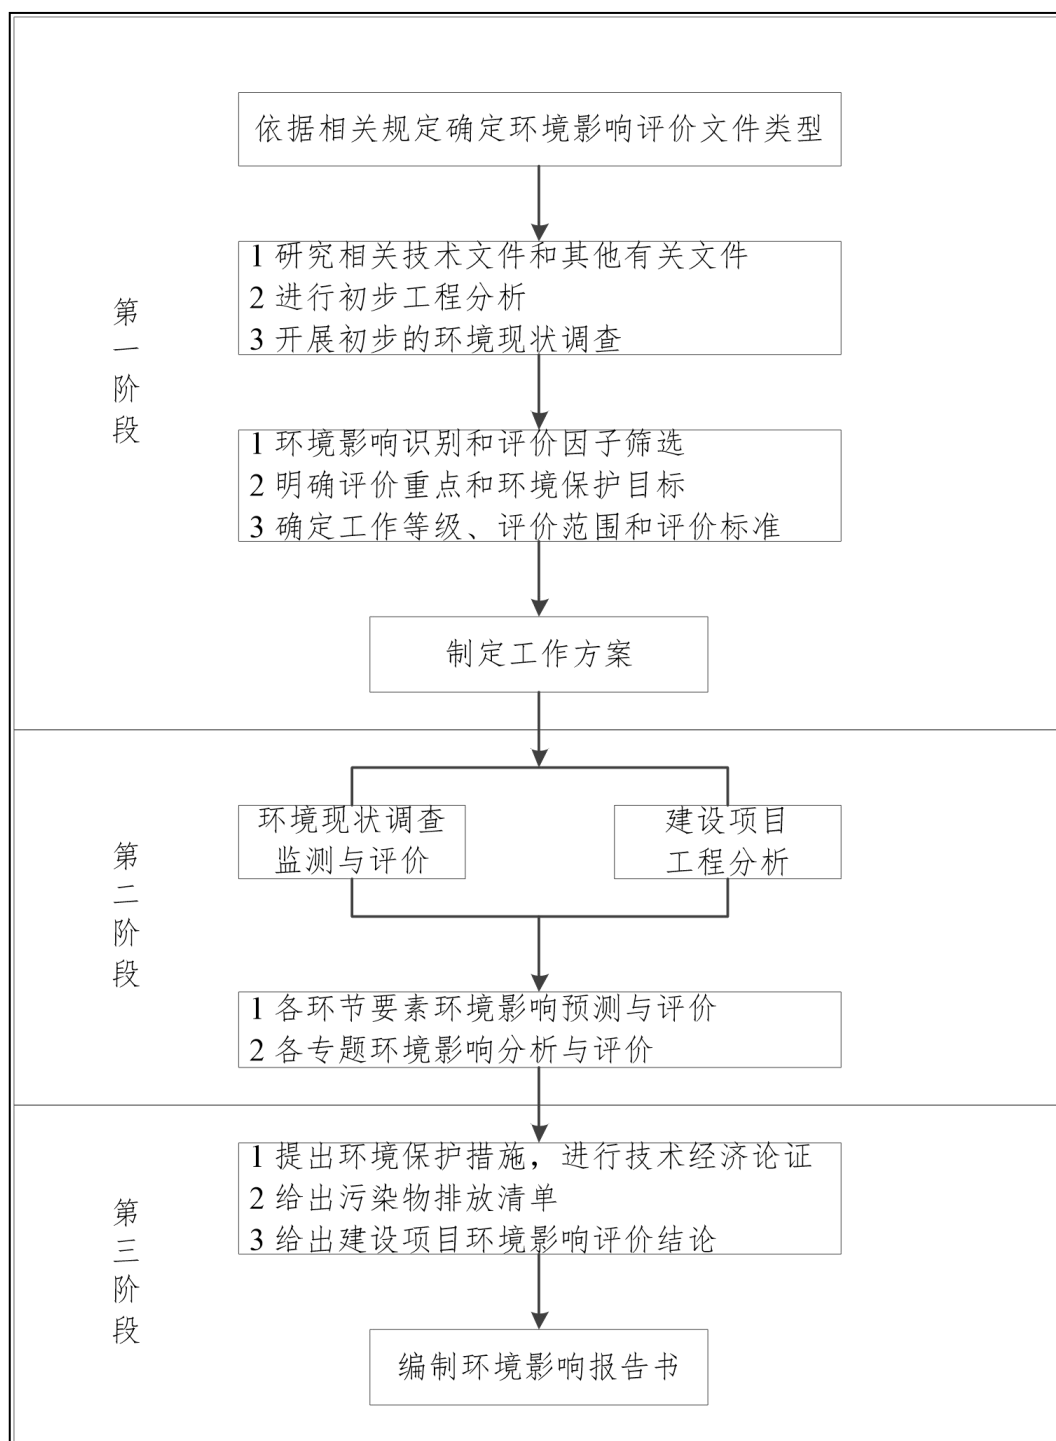 依据相关规定确定环境影响评价文件类型
1 研究相关技术文件和其他有关文件
2 进行初步工程分析
3 开展初步的环境现状调查
第一阶段
1 环境影响识别和评价因子筛选
2 明确评价重点和环境保护目标
3 确定工作等级、评价范围和评价标准
制定工作方案
环境现状调查
监测与评价
建设项目
工程分析
第二阶段
1 各环节要素环境影响预测与评价
2 各专题环境影响分析与评价
1 提出环境保护措施，进行技术经济论证
2 给出污染物排放清单
3 给出建设项目环境影响评价结论
第三阶段
编制环境影响报告书